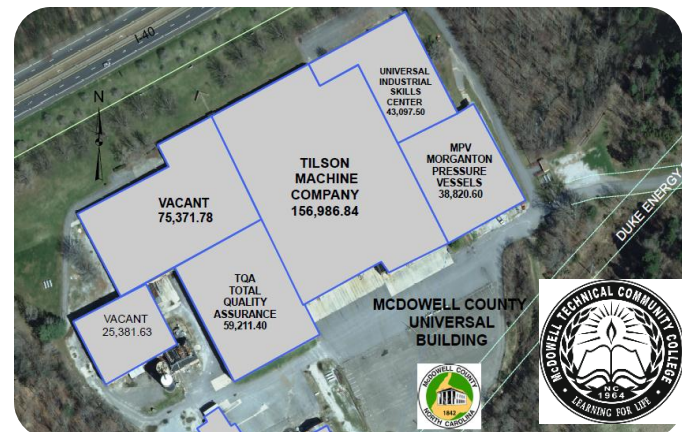 I-40
N
UNIVERSAL
INDUSTRIAL
SKILLS
CENTER
43,097.50
MPV
MORGANTON
PRESSURE
VESSELS
38,820.60
TILSON
MACHINE
COMPANY
156,986.84
VACANT
75,371.78
TQA
TOTAL
QUALITY
ASSURANCE
59,211.40
VACANT
25,381.63
DUKE ENERGY
MCDOWELL COUNTY
UNIVERSAL
BUILDING
MCDOWELL COUNTY
1842
NORTH CAROLINA
MCDOWELL TECHNICAL COMMUNITY COLLEGE
NC
1964
LEARNING FOR LIFE